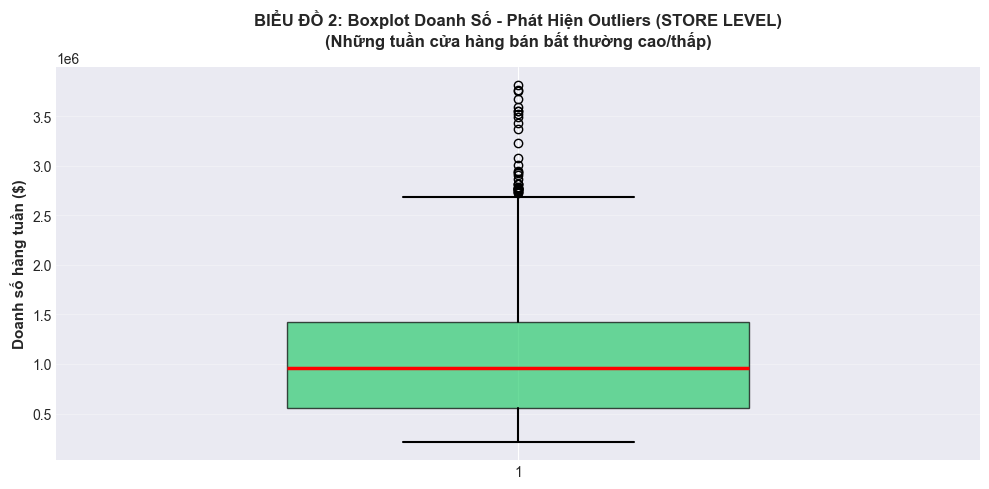 BIỂU ĐỒ 2: Boxplot Doanh Số - Phát Hiện Outliers (STORE LEVEL)
(Những tuần cửa hàng bán bất thường cao/thấp)
1e6
3.5
3.0
2.5
2.0
1.5
1.0
0.5
Doanh số hàng tuần ($)
1